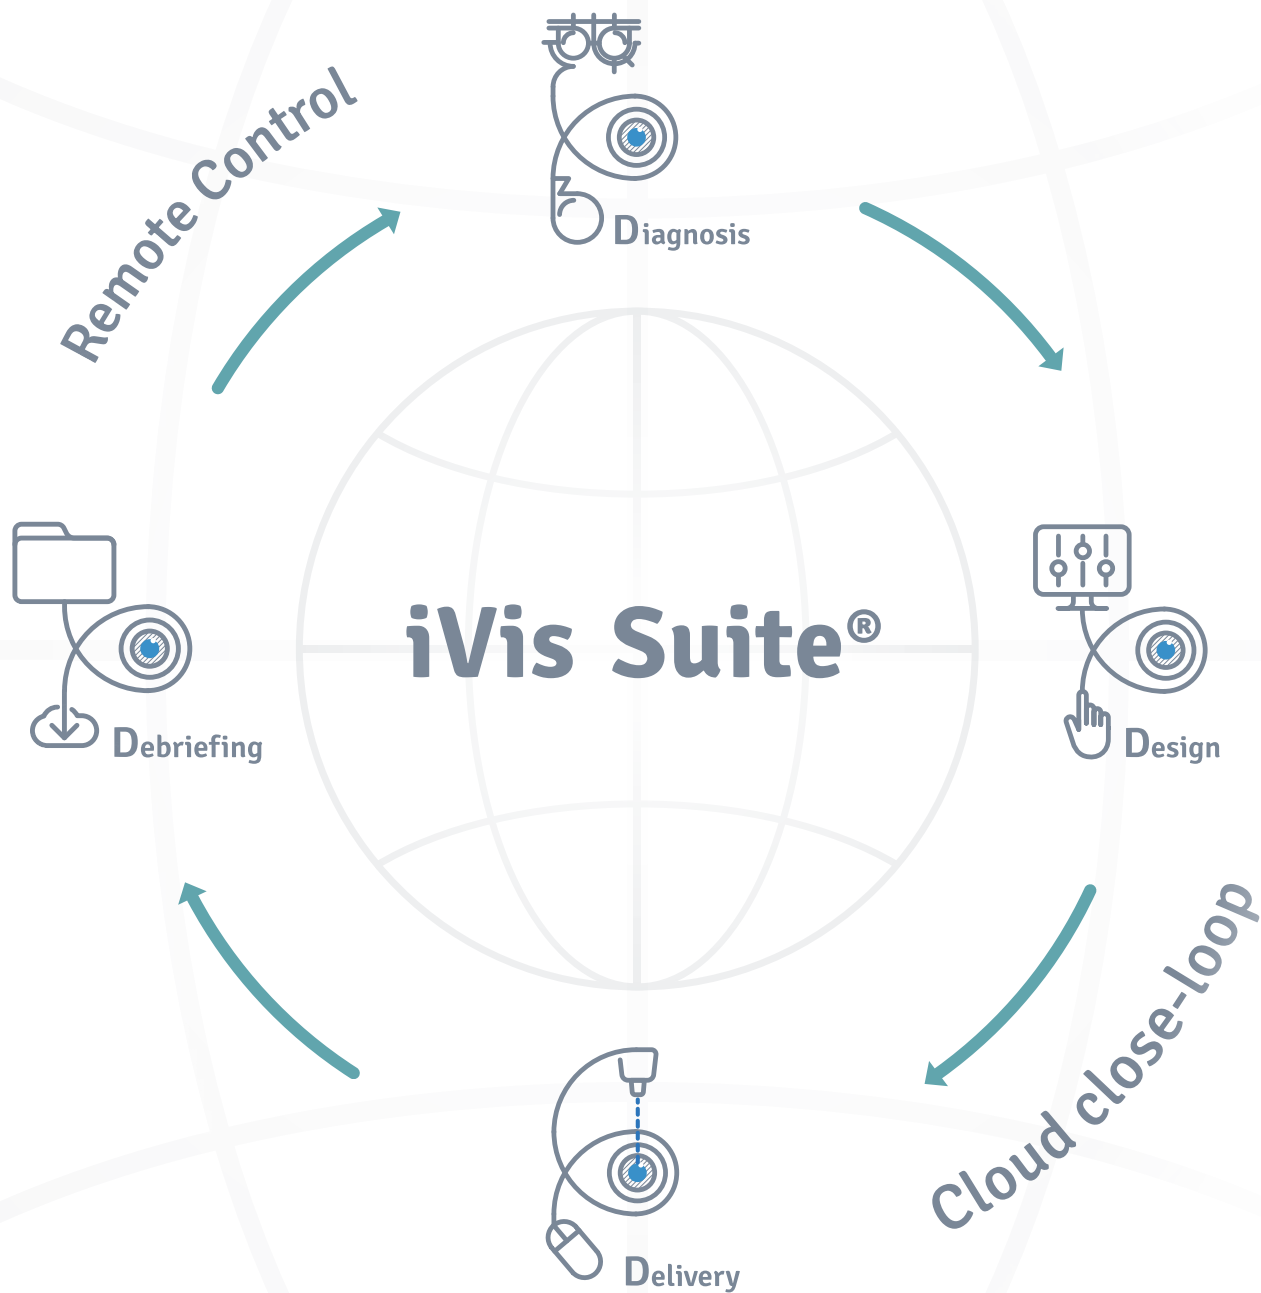 Remote Control
Diagnosis
iVis Suite®
Debriefing
Design
Cloud close-loop
Delivery